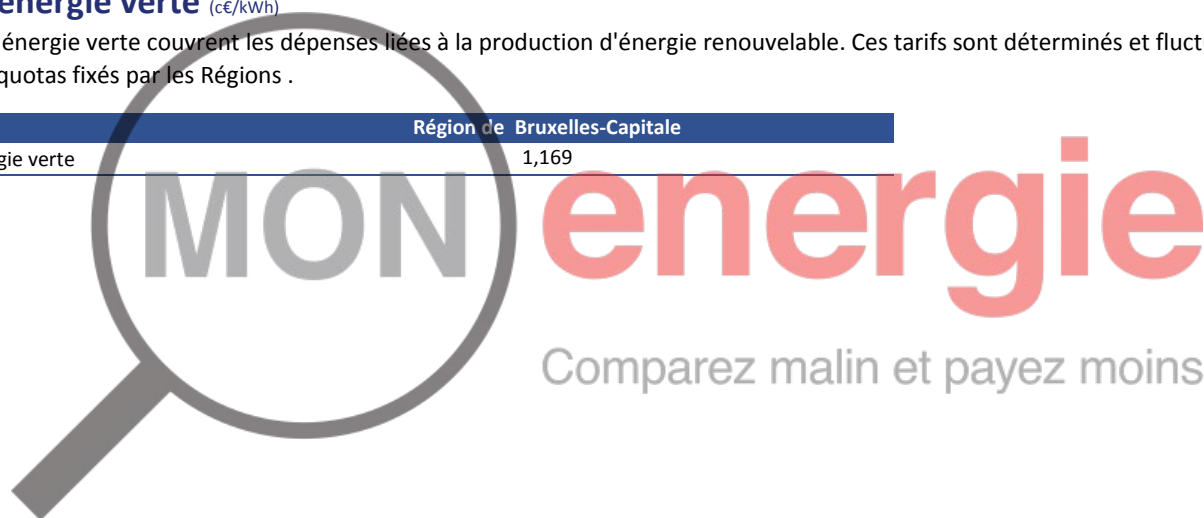 énergie verte (c€/kWh)
énergie verte couvrent les dépenses liées à la production d'énergie renouvelable. Ces tarifs sont déterminés et fluct
quotas fixés par les Régions .
Région de Bruxelles-Capitale
gie verte 1,169
MON energie
Comparez malin et payez moins